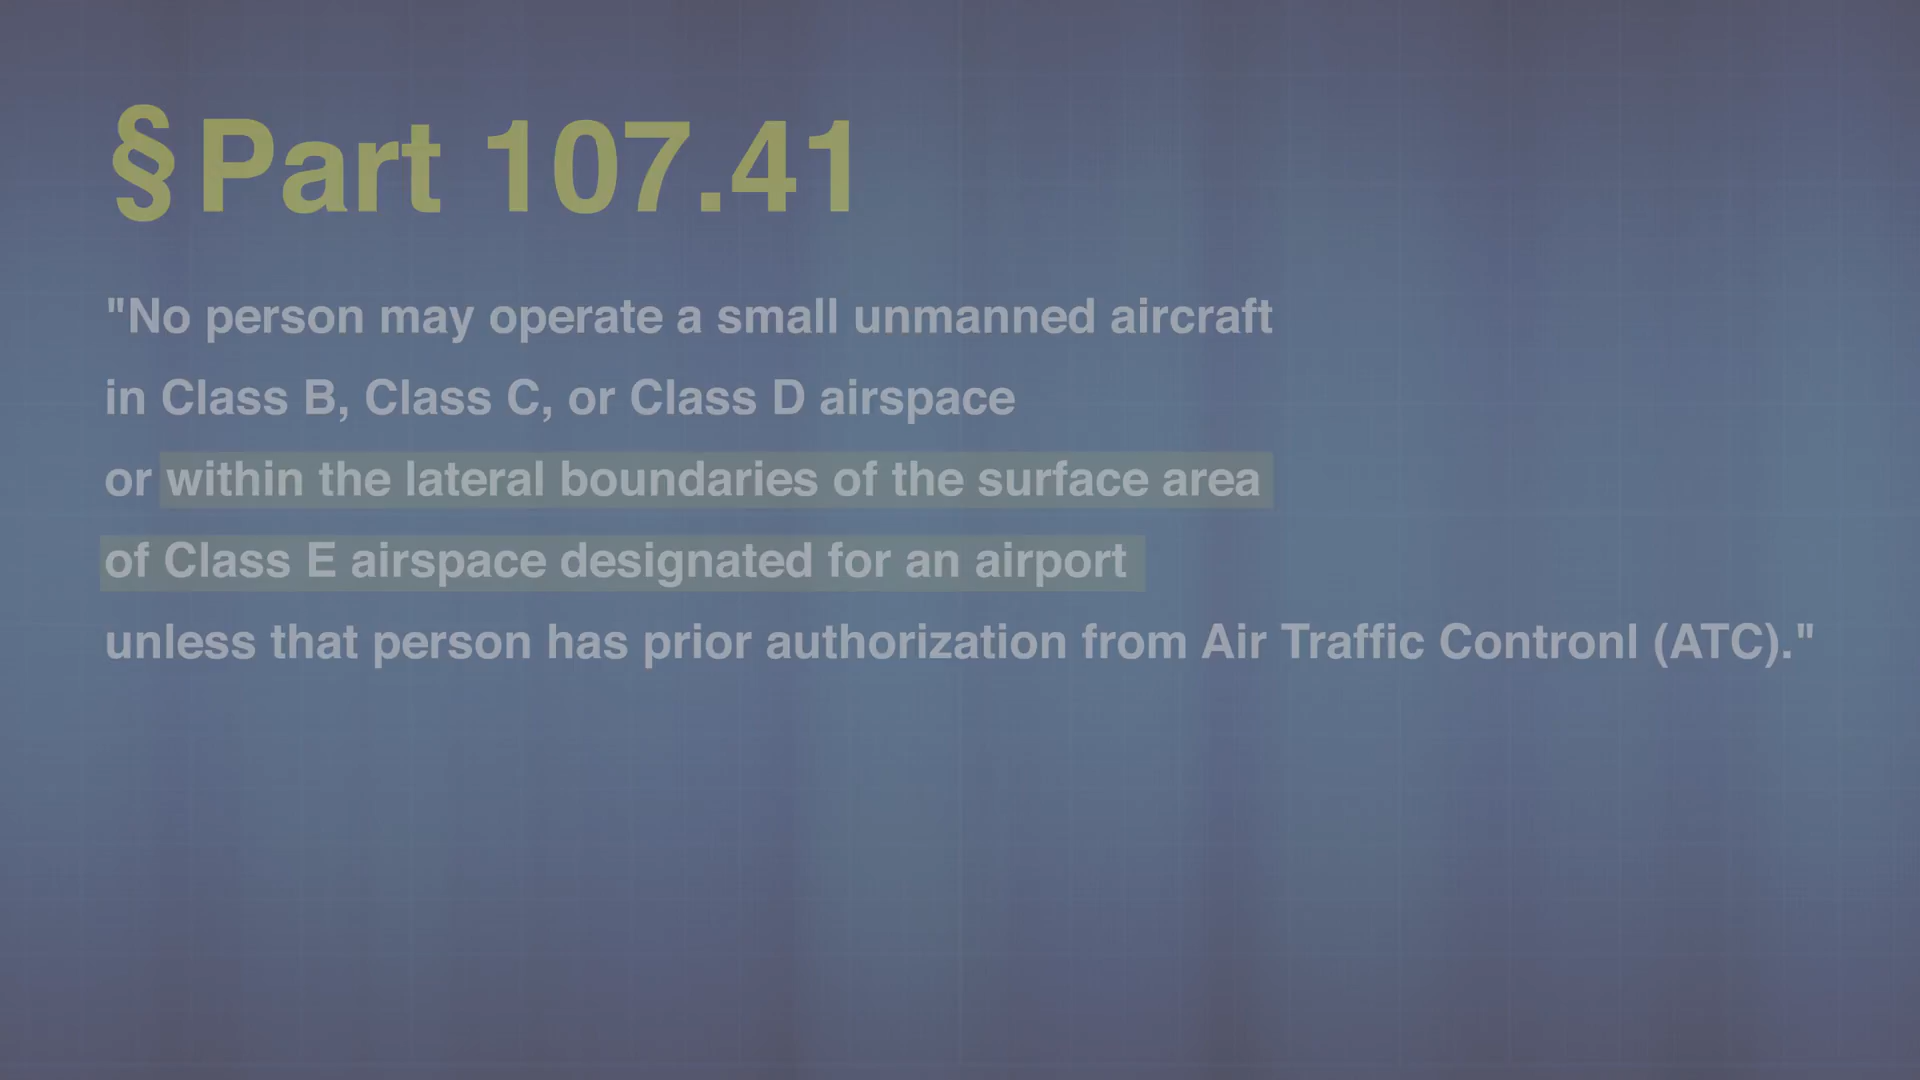 § Part 107.41
"No person may operate a small unmanned aircraft
in Class B, Class C, or Class D airspace
or within the lateral boundaries of the surface area
of Class E airspace designated for an airport
unless that person has prior authorization from Air Traffic Contronl (ATC)."